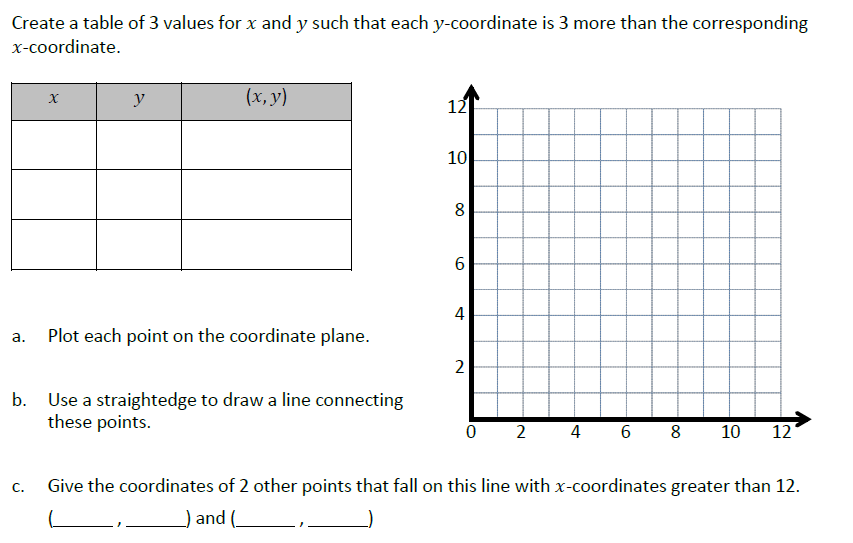 Create a table of 3 values for x and y such that each y-coordinate is 3 more than the corresponding
x-coordinate.
x y (x, y)
12
10
8
6
4
2
0 2 4 6 8 10 12
a. Plot each point on the coordinate plane.
b. Use a straightedge to draw a line connecting
these points.
c. Give the coordinates of 2 other points that fall on this line with x-coordinates greater than 12.
(______ , ______) and (______ , ______)